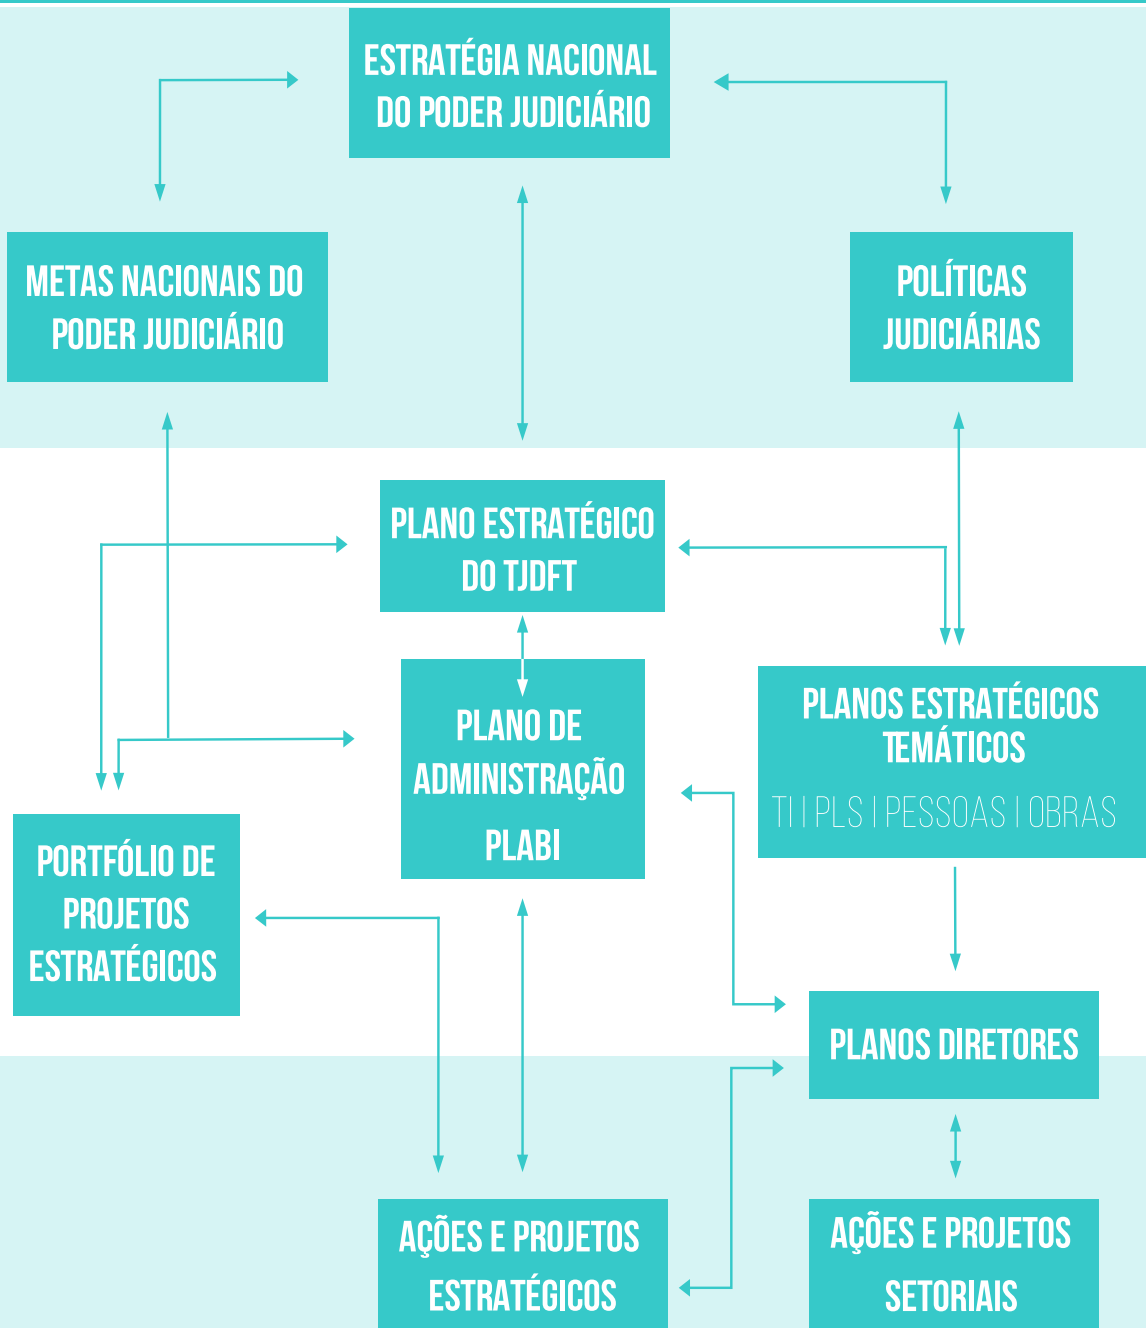 ESTRATÉGIA NACIONAL
DO PODER JUDICIÁRIO
METAS NACIONAIS DO
PODER JUDICIÁRIO
POLÍTICAS
JUDICIÁRIAS
PLANO ESTRATÉGICO
DO TJDFT
PLANO DE
ADMINISTRAÇÃO
PLABI
PLANOS ESTRATÉGICOS
TEMÁTICOS
TI | PLS | PESSOAS | OBRAS
PORTFÓLIO DE
PROJETOS
ESTRATÉGICOS
PLANOS DIRETORES
AÇÕES E PROJETOS
ESTRATÉGICOS
AÇÕES E PROJETOS
SETORIAIS